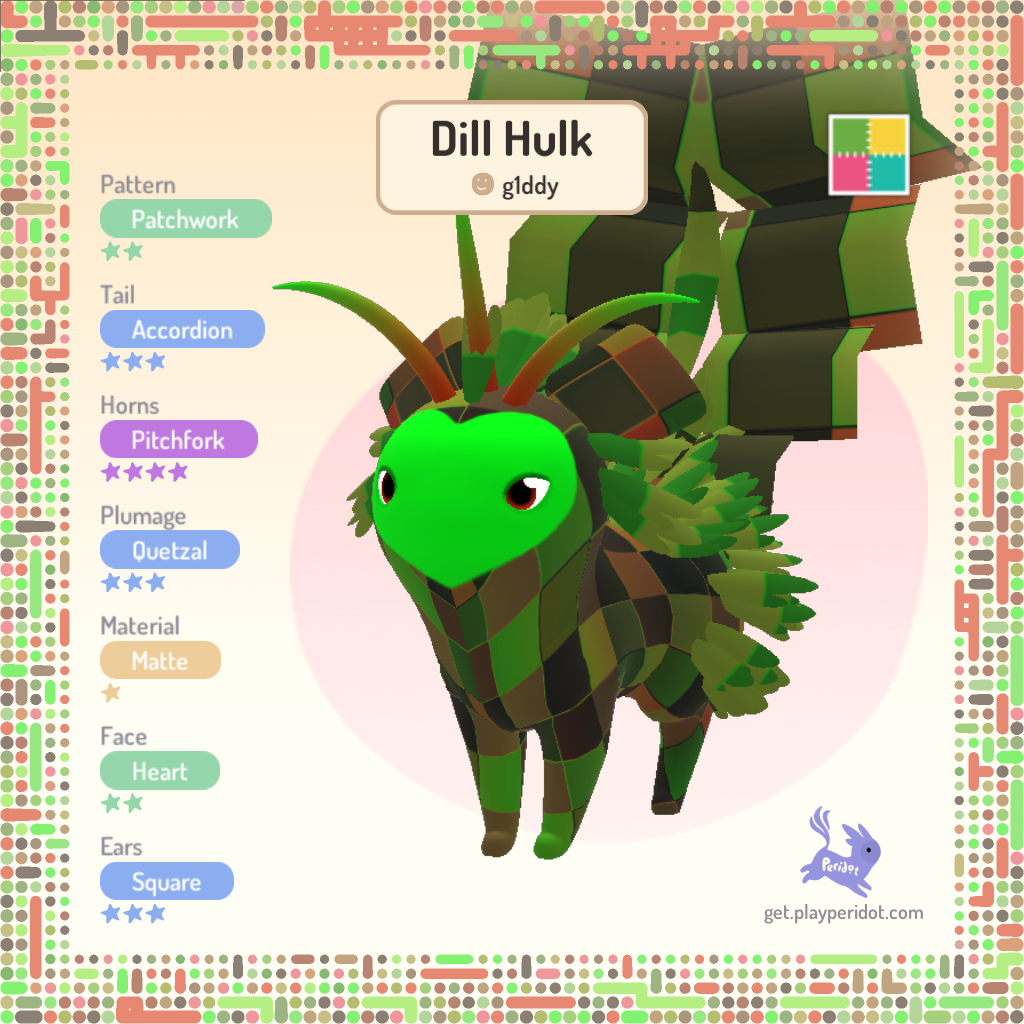 Dill Hulk
g1ddy
Pattern
Patchwork
Tail
Accordion
Horns
Pitchfork
Plumage
Quetzal
Material
Matte
Face
Heart
Ears
Square
Peridot
get.playperidot.com